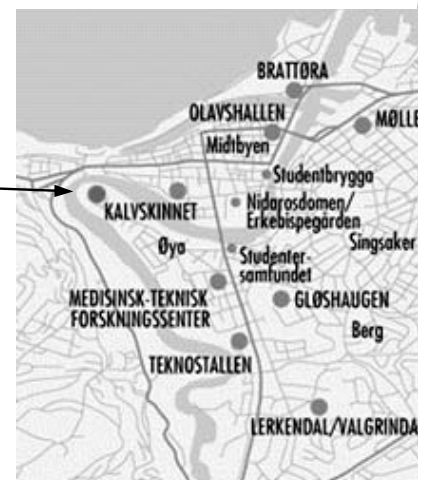 BRATTØRA
OLAVSHALLEN
MØLLE
Midtbyen
Studentbrygga
KALVSKINNET
Nidarosdomen/
Erkebispegården
Øya
Singsaker
Studenter-
samfundet
MEDISINSK-TEKNISK
FORSKNINGSSENTER
GLØSHAUGEN
Berg
TEKNOSTALLEN
LERKENDAL/VALGRINDA